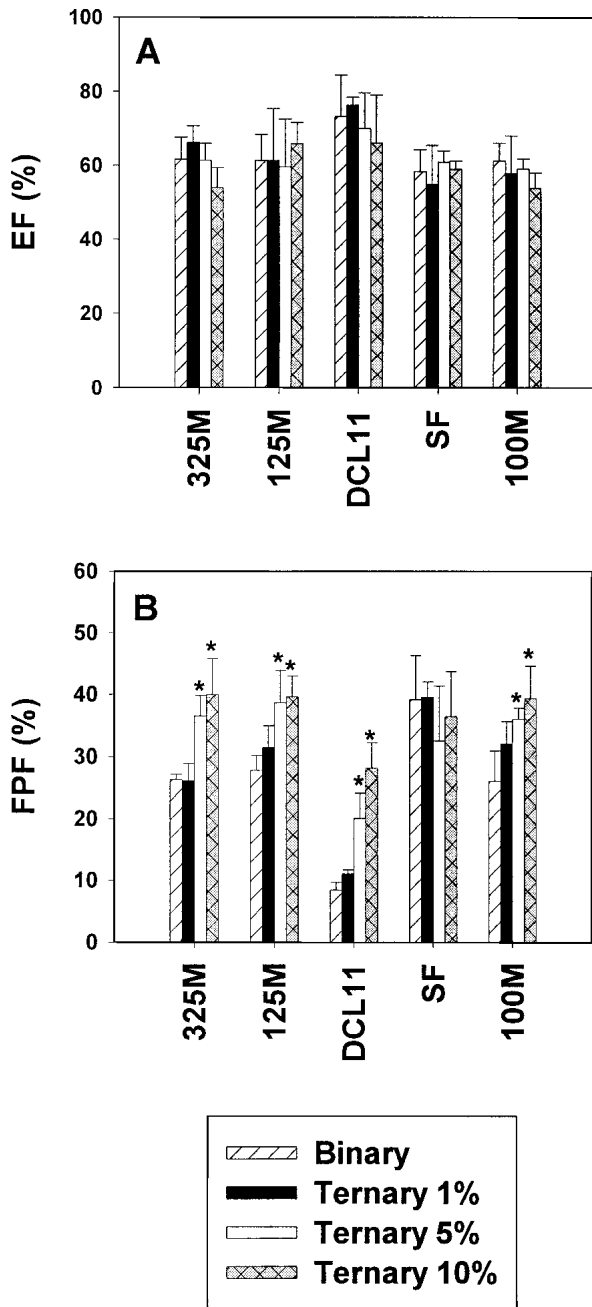 A
EF (%)
100
80
60
40
20
0
325M
125M
DCL11
SF
100M
B
FPF (%)
60
50
40
30
20
10
0
* * * * * * * *
325M
125M
DCL11
SF
100M
Binary
Ternary 1%
Ternary 5%
Ternary 10%